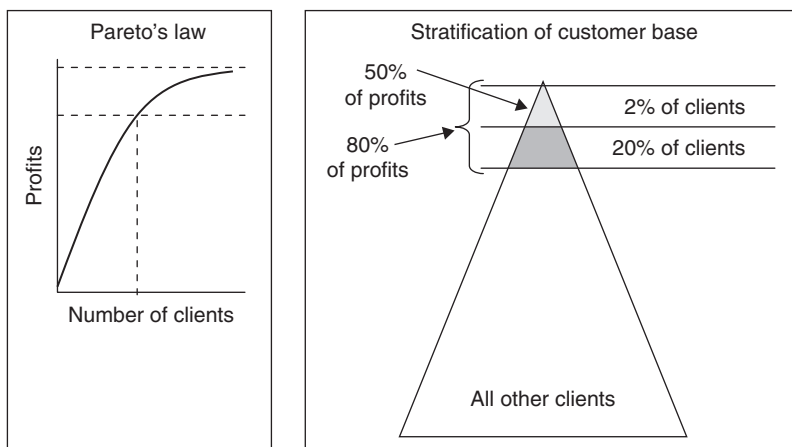 Pareto's law
Profits
Number of clients
Stratification of customer base
50%
of profits
80%
of profits
2% of clients
20% of clients
All other clients